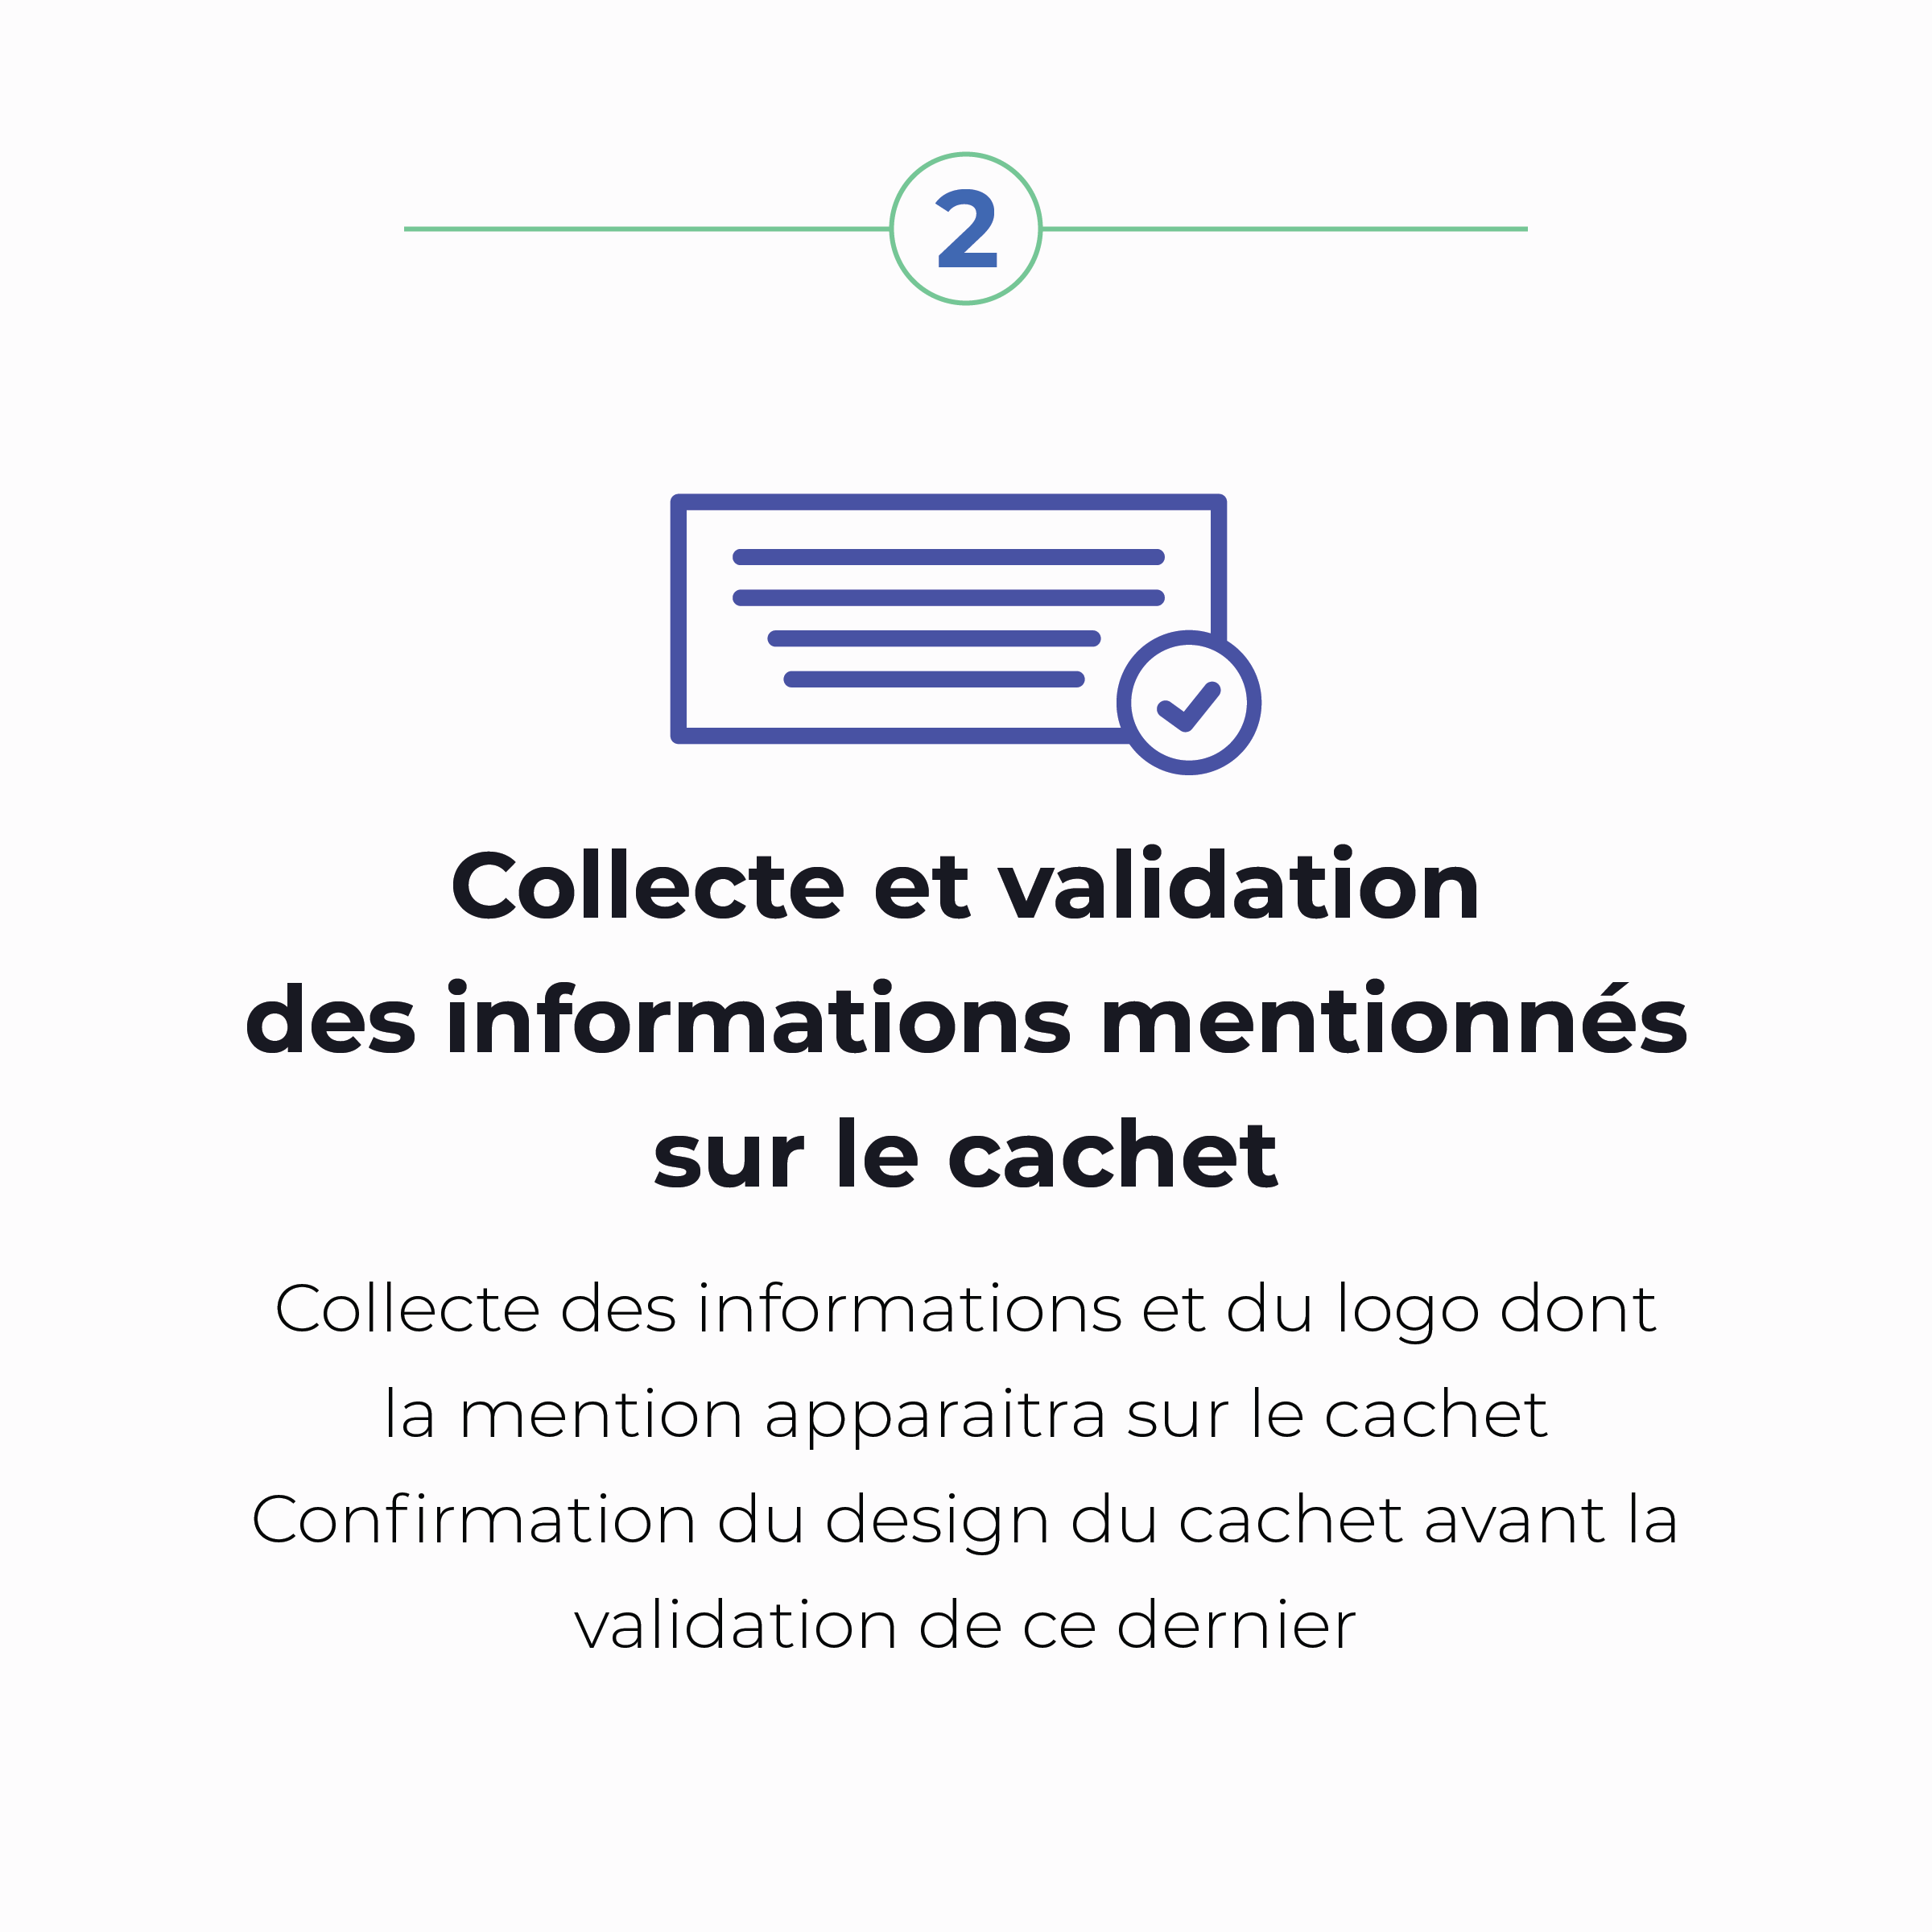 2
Collecte et validation
des informations mentionnés
sur le cachet
Collecte des informations et du logo dont
la mention apparaitra sur le cachet
Confirmation du design du cachet avant la
validation de ce dernier